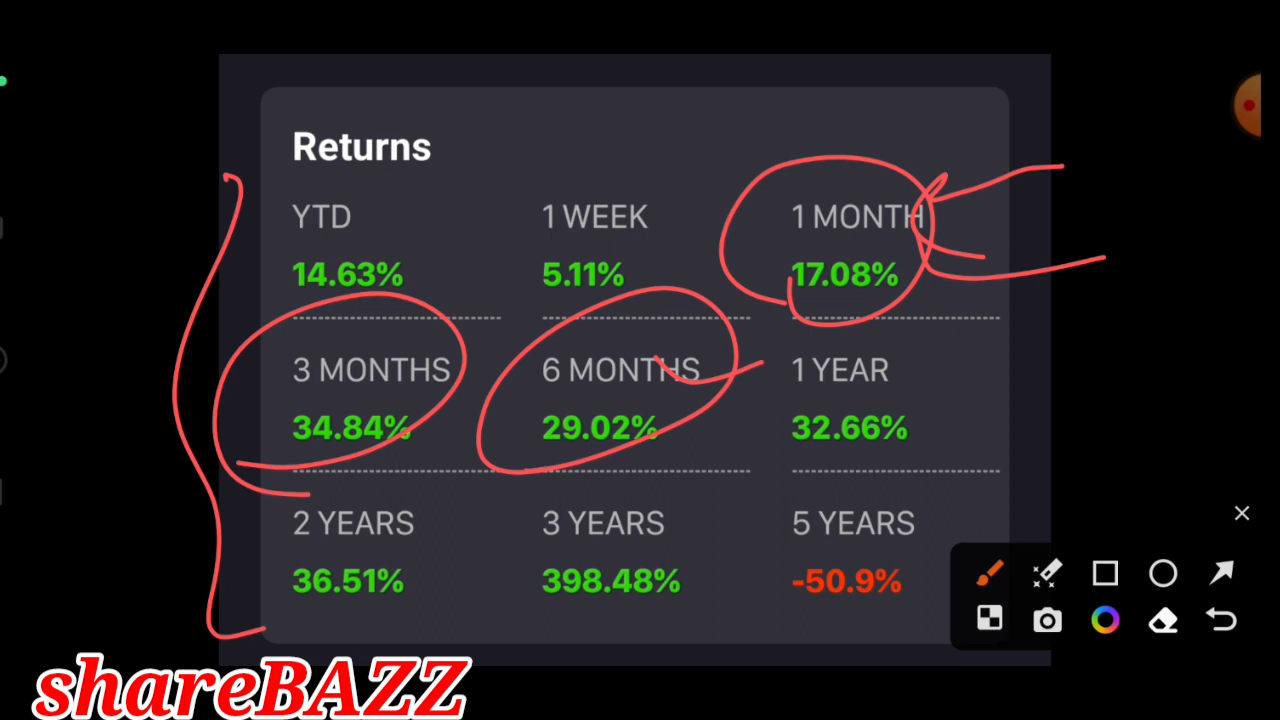 Returns
YTD 1 WEEK 1 MONTH
14.63% 5.11% 17.08%
3 MONTHS 6 MONTHS 1 YEAR
34.84% 29.02% 32.66%
2 YEARS 3 YEARS 5 YEARS
36.51% 398.48% -50.9%
shareBAZZ